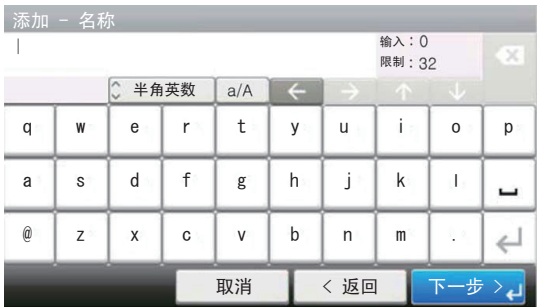 添加 - 名称
输入：0
限制：32
半角英数 a/A ← → ↑ ↓
q w e r t y u i o p
a s d f g h j k l
@ z x c v b n m .
取消 < 返回 下一步 >